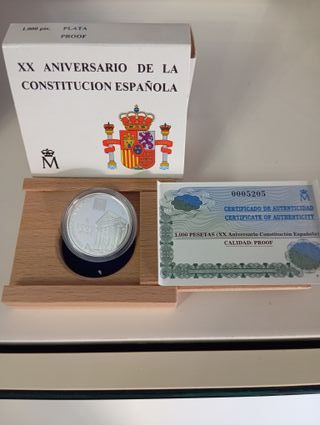 1.000 ptas. PLATA
PROOF
XX ANIVERSARIO DE LA
CONSTITUCION ESPAÑOLA
M
0005205
CERTIFICADO DE AUTENTICIDAD
CERTIFICATE OF AUTHENTICITY
1.000 PESETAS (XX Aniversario Constitución Española)
CALIDAD: PROOF
M